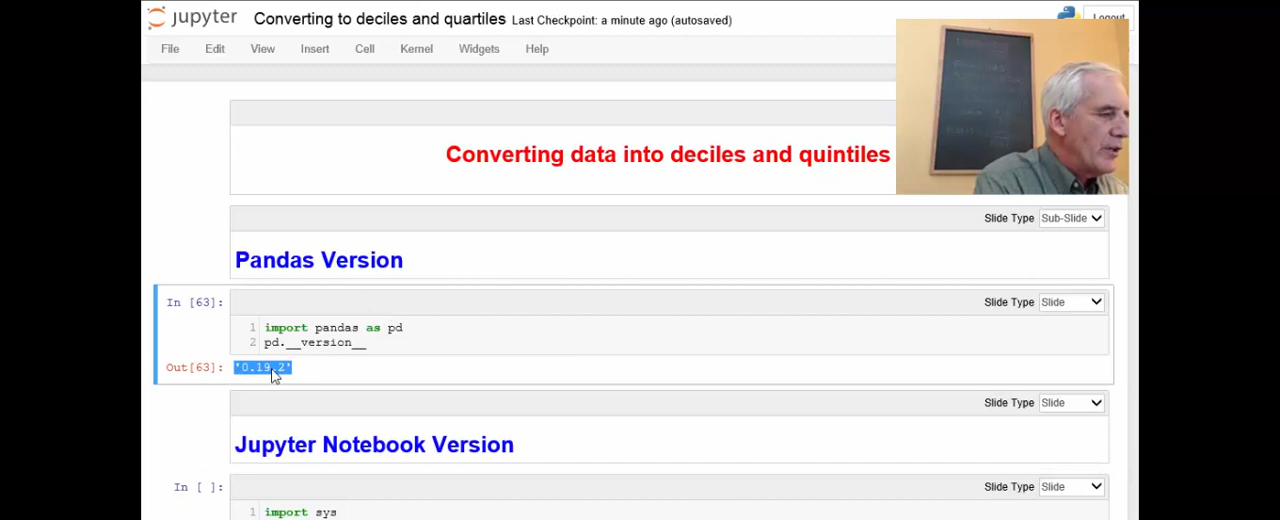 jupyter Converting to deciles and quartiles Last Checkpoint: a minute ago (autosaved)
Logout
File Edit View Insert Cell Kernel Widgets Help
Converting data into deciles and quintiles
Slide Type Sub-Slide
Pandas Version
In [63]: Slide Type Slide
1 import pandas as pd
2 pd.__version__
Out[63]: '0.19.2'
Slide Type Slide
Jupyter Notebook Version
In [ ]: Slide Type Slide
1 import sys